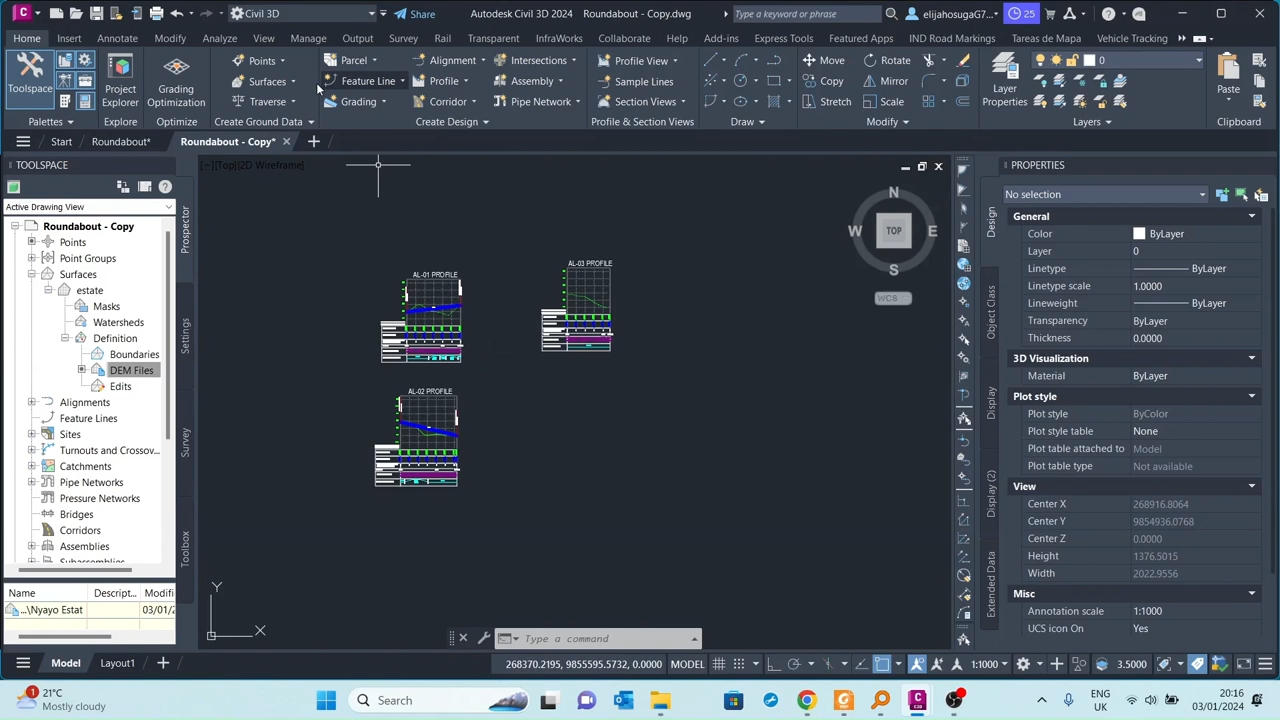 Civil 3D
Share
Autodesk Civil 3D 2024
Roundabout - Copy.dwg
Type a keyword or phrase
elijahosugaG7...
25
Home
Insert
Annotate
Modify
Analyze
View
Manage
Output
Survey
Rail
Transparent
InfraWorks
Collaborate
Help
Add-ins
Express Tools
Featured Apps
IND Road Highways
Tareas de Mapa
Vehicle Tracking
Toolspace
Project Explorer
Grading Optimization
Points
Surfaces
Traverse
Parcel
Feature Line
Grading
Alignment
Profile
Corridor
Intersections
Assembly
Pipe Network
Profile View
Sample Lines
Section Views
Move
Copy
Stretch
Rotate
Mirror
Scale
Layer Properties
0
Paste
Palettes
Explore
Optimize
Create Ground Data
Create Design
Profile & Section Views
Draw
Modify
Layers
Clipboard
Start
Roundabout*
Roundabout - Copy*
TOOLSPACE
Active Drawing View
Roundabout - Copy
Points
Point Groups
Surfaces
estate
Masks
Watersheds
Definition
Boundaries
DEM Files
Edits
Alignments
Feature Lines
Sites
Turnouts and Crossov...
Catchments
Pipe Networks
Pressure Networks
Bridges
Corridors
Assemblies
Subassemblies
Name Descript... Modifi
...\Nyayo Estat 03/01/2
Prospector
Settings
Survey
Toolbox
[−][Top][2D Wireframe]
AL-01 PROFILE
AL-03 PROFILE
AL-02 PROFILE
N
W TOP E
S
WCS
Y
X
Type a command
PROPERTIES
No selection
Design
Object Class
Display
Display (2)
Extended Data
General
Color ByLayer
Layer 0
Linetype ByLayer
Linetype scale 1.0000
Lineweight ByLayer
Transparency ByLayer
Thickness 0.0000
3D Visualization
Material ByLayer
Plot style
Plot style ByColor
Plot style table None
Plot table attached to Model
Plot table type Not available
View
Center X 268916.8064
Center Y 9854936.0768
Center Z 0.0000
Height 1376.5015
Width 2022.9556
Misc
Annotation scale 1:1000
UCS icon On Yes
Model
Layout1
268370.2195, 9855595.5732, 0.0000
MODEL
1:1000
3.5000
1
21°C
Mostly cloudy
Search
ENG
UK
20:16
03/01/2024